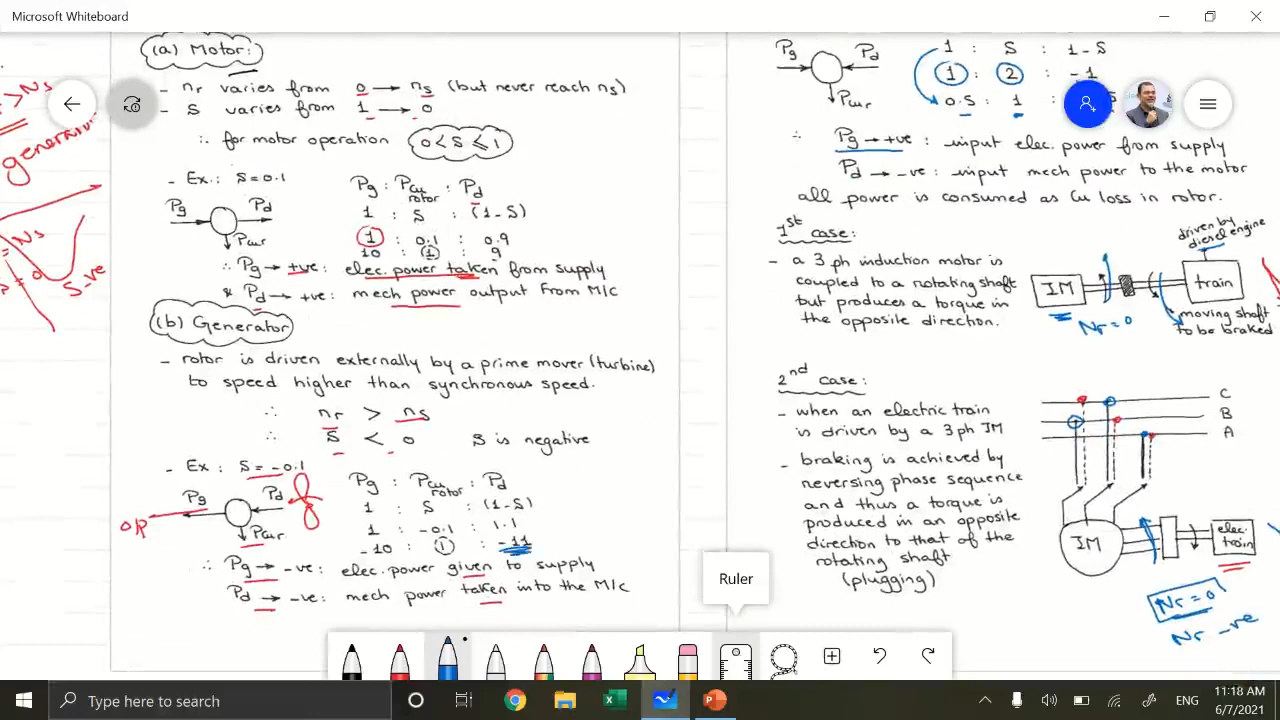 Microsoft Whiteboard
> Ns
generation
Ns
= 0
S -ve
(a) Motor:
- nr varies from 0 → ns (but never reach ns)
- S varies from 1 → 0
∴ for motor operation 0 < S ≤ 1
- Ex: S = 0.1
Pg Pd
Pcur
Pg : Pcu rotor : Pd
1 : S : (1-S)
1 : 0.1 : 0.9
10 : 1 : 9
∴ Pg → +ve: elec. power taken from supply
& Pd → +ve: mech power output from M/C
(b) Generator
- rotor is driven externally by a prime mover (turbine)
to speed higher than synchronous speed.
∴ nr > ns
∴ S < 0 S is negative
- Ex: S = -0.1
Pg Pd
Pcur
o/p
Pg : Pcu rotor : Pd
1 : S : (1-S)
1 : -0.1 : 1.1
-10 : 1 : -11
∴ Pg → -ve: elec. power given to supply
Pd → -ve: mech power taken into the M/C
Pg Pd
Pcur
1 : S : 1-S
1 : 2 : -1
0.5 : 1 :
∴ Pg → +ve: input elec. power from supply
Pd → -ve: input mech power to the motor
all power is consumed as Cu loss in rotor.
1st case:
- a 3 ph induction motor is
coupled to a rotating shaft
but produces a torque in
the opposite direction.
driven by
diesel engine
IM
train
Nr = 0
moving shaft
to be braked
2nd case:
- when an electric train
is driven by a 3 ph IM
- braking is achieved by
reversing phase sequence
and thus a torque is
produced in an opposite
direction to that of the
rotating shaft
(plugging)
C
B
A
IM
elec.
train
Nr = 0
Nr -ve
Ruler
Type here to search
ENG
11:18 AM
6/7/2021